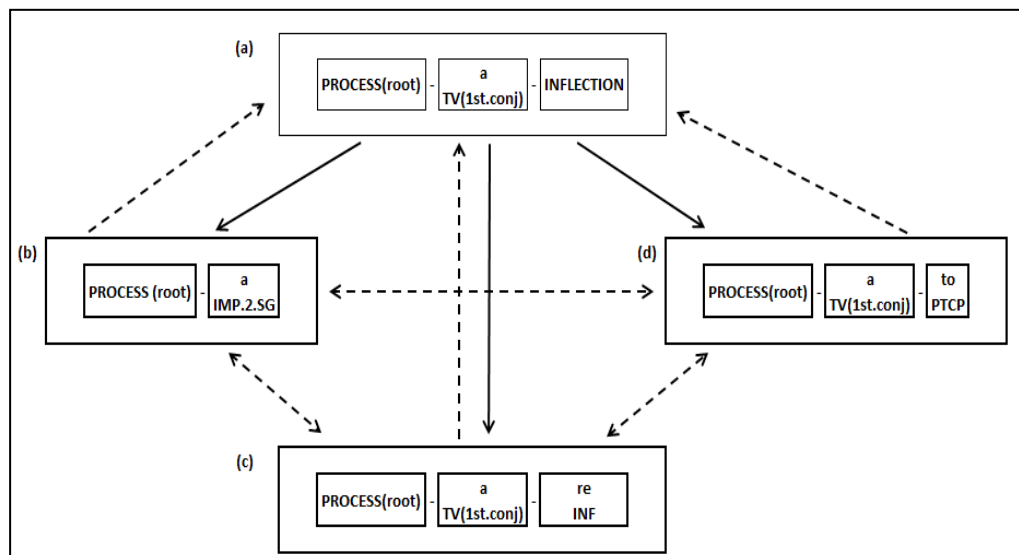 (a)
PROCESS(root) - a - INFLECTION
TV(1st.conj)
(b)
PROCESS (root) - a
IMP.2.SG
(d)
PROCESS(root) - a - to
TV(1st.conj) PTCP
(c)
PROCESS(root) - a - re
TV(1st.conj) INF